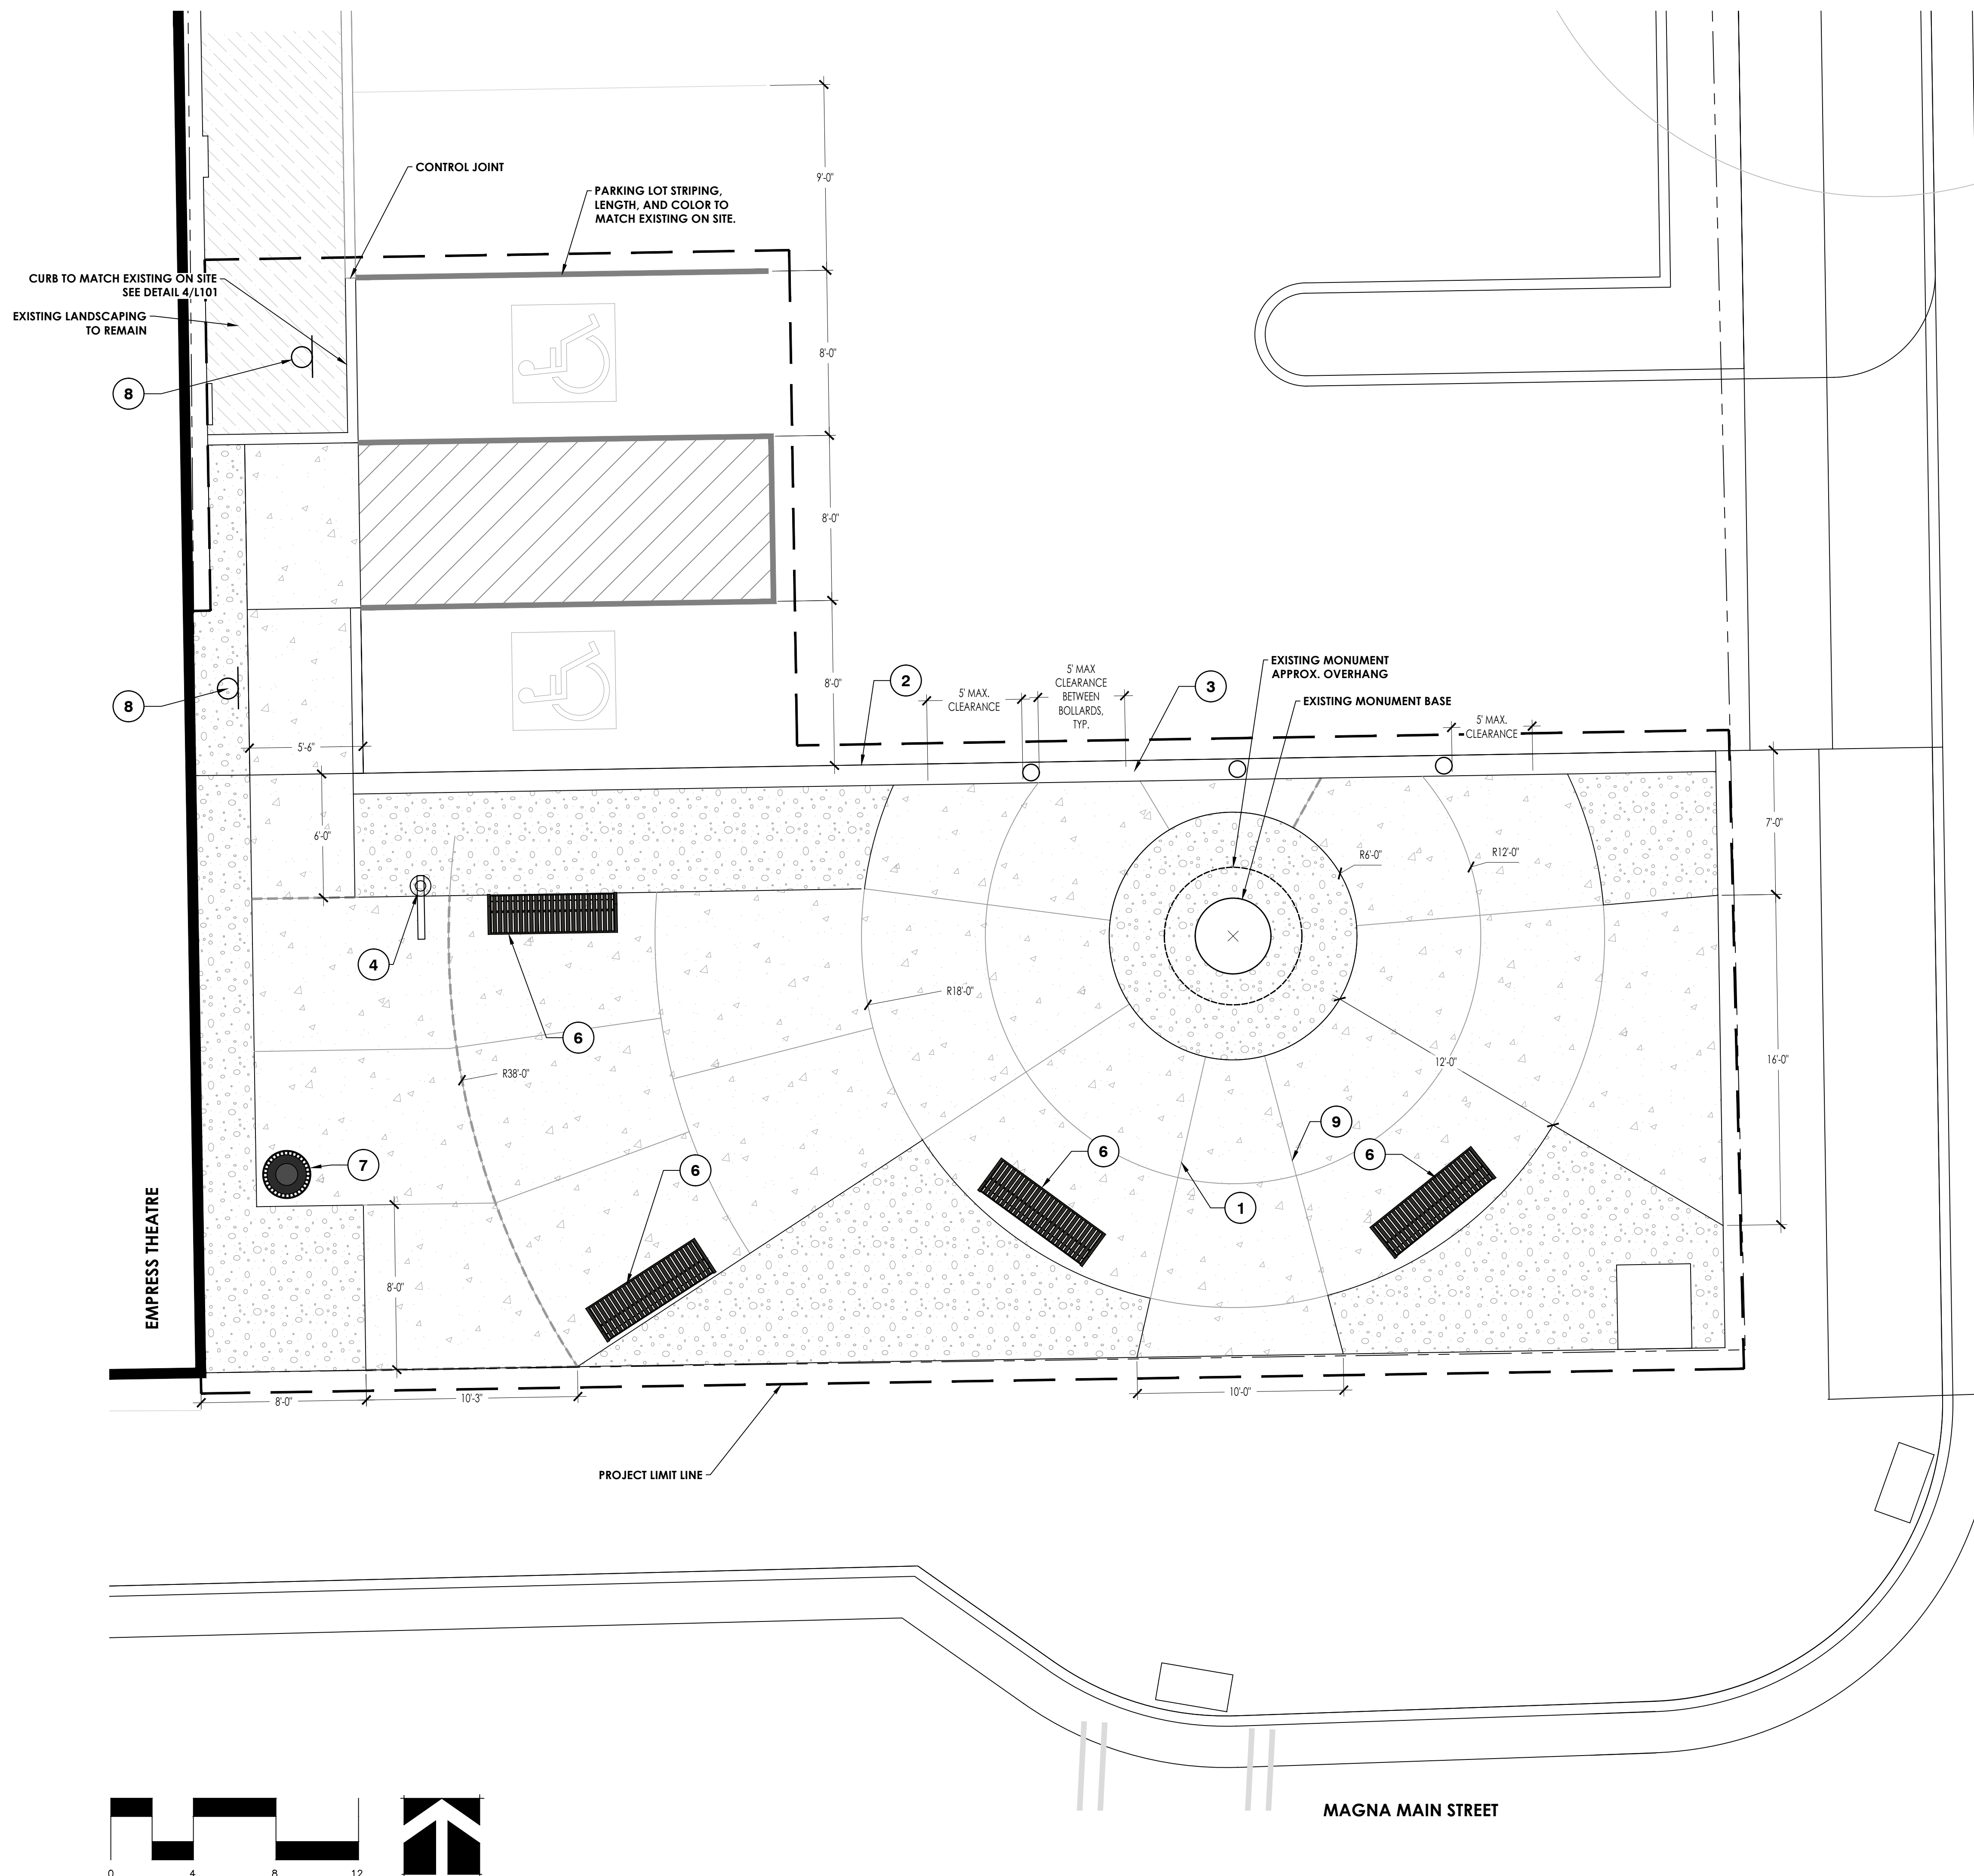 9'-0"
CONTROL JOINT
PARKING LOT STRIPING,
LENGTH, AND COLOR TO
MATCH EXISTING ON SITE.
CURB TO MATCH EXISTING ON SITE
SEE DETAIL 4/L101
EXISTING LANDSCAPING
TO REMAIN
8
8'-0"
8'-0"
8
8'-0"
5'-6"
2
5' MAX.
CLEARANCE
5' MAX
CLEARANCE
BETWEEN
BOLLARDS,
TYP.
3
EXISTING MONUMENT
APPROX. OVERHANG
EXISTING MONUMENT BASE
5' MAX.
CLEARANCE
6'-0"
7'-0"
R6'-0"
R12'-0"
4
R18'-0"
6
R38'-0"
12'-0"
16'-0"
9
6
6
7
6
1
EMPRESS THEATRE
8'-0"
8'-0"
10'-3"
10'-0"
PROJECT LIMIT LINE
MAGNA MAIN STREET
0 4 8 12